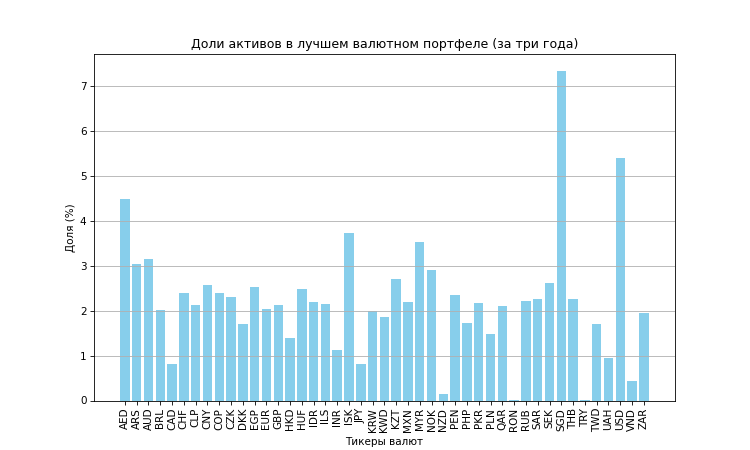 Доли активов в лучшем валютном портфеле (за три года)
Доля (%)
7
6
5
4
3
2
1
0
AED ARS AUD BRL CAD CHF CLP CNY COP CZK DKK EGP EUR GBP HKD HUF IDR ILS INR ISK JPY KRW KWD KZT MXN MYR NOK NZD PEN PHP PKR PLN QAR RON RUB SAR SEK SGD THB TRY TWD UAH USD VND ZAR
Тикеры валют